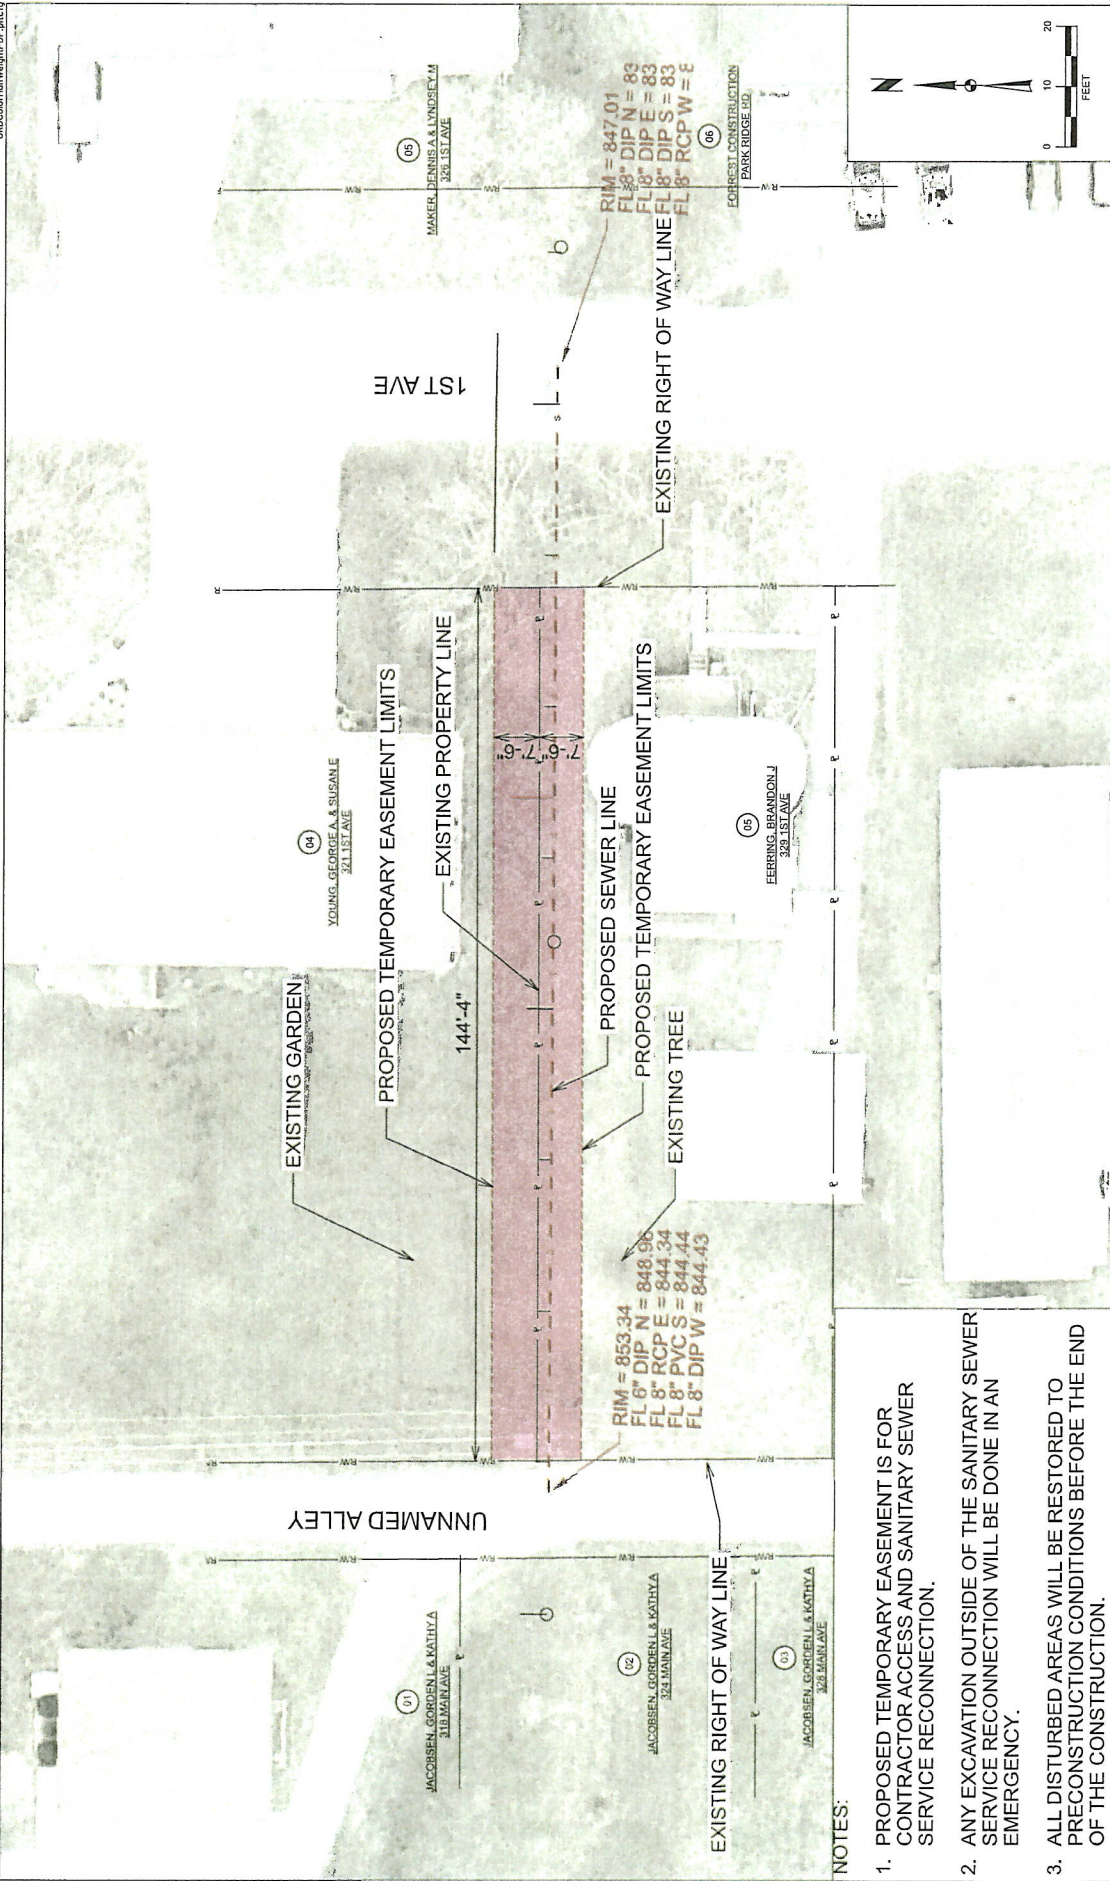 UNNAMED ALLEY
1ST AVE
01
JACOBSEN, GORDEN L & KATHY A
318 MAIN AVE
02
JACOBSEN, GORDEN L & KATHY A
324 MAIN AVE
03
JACOBSEN, GORDEN L & KATHY A
328 MAIN AVE
EXISTING RIGHT OF WAY LINE
EXISTING GARDEN
PROPOSED TEMPORARY EASEMENT LIMITS
144'-4"
04
YOUNG, GEORGE A. & SUSAN E
321 1ST AVE
EXISTING PROPERTY LINE
7'-6"
7'-6"
RIM = 853.34
FL 6" DIP N = 848.96
FL 8" RCP E = 844.34
FL 8" PVC S = 844.44
FL 8" DIP W = 844.43
PROPOSED SEWER LINE
PROPOSED TEMPORARY EASEMENT LIMITS
EXISTING TREE
05
FERRING, BRANDON J
329 1ST AVE
EXISTING RIGHT OF WAY LINE
05
MAKER, DENNIS A & LYNDSEY M
326 1ST AVE
RIM = 847.01
FL 8" DIP N = 83
FL 8" DIP E = 83
FL 8" DIP S = 83
FL 8" RCP W = 8
06
FORREST CONSTRUCTION
PARK RIDGE RD
N
0 10 20
FEET
NOTES:
1. PROPOSED TEMPORARY EASEMENT IS FOR
CONTRACTOR ACCESS AND SANITARY SEWER
SERVICE RECONNECTION.
2. ANY EXCAVATION OUTSIDE OF THE SANITARY SEWER
SERVICE RECONNECTION WILL BE DONE IN AN
EMERGENCY.
3. ALL DISTURBED AREAS WILL BE RESTORED TO
PRECONSTRUCTION CONDITIONS BEFORE THE END
OF THE CONSTRUCTION.